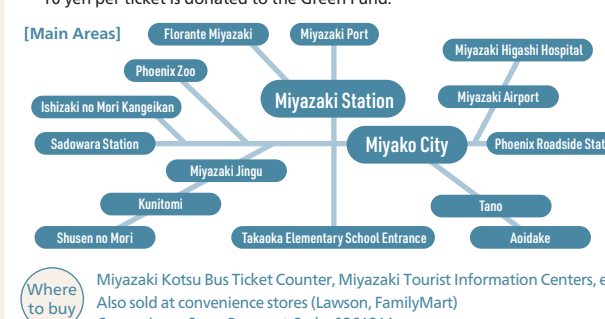 10 yen per ticket is donated to the Green Fund.
[Main Areas]
Florante Miyazaki
Miyazaki Port
Miyazaki Higashi Hospital
Phoenix Zoo
Miyazaki Station
Miyazaki Airport
Ishizaki no Mori Kangeikan
Sadowara Station
Miyako City
Phoenix Roadside
Miyazaki Jingu
Kunitomi
Tano
Shusen no Mori
Takaoka Elementary School Entrance
Aoidake
Where
to buy
Miyazaki Kotsu Bus Ticket Counter, Miyazaki Tourist Information Centers,
Also sold at convenience stores (Lawson, FamilyMart)